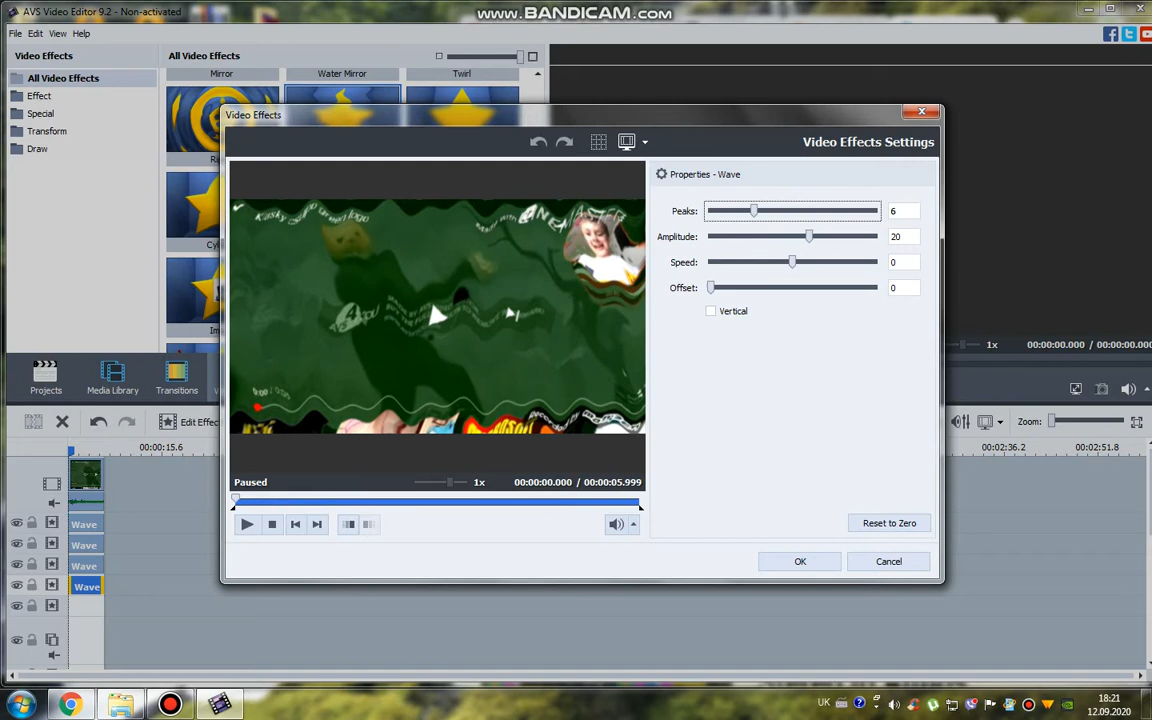 AVS Video Editor 9.2 - Non-activated
www.BANDICAM.com
File Edit View Help
Video Effects
All Video Effects
All Video Effects
Effect
Special
Transform
Draw
Mirror
Water Mirror
Twirl
Video Effects
Video Effects Settings
Properties - Wave
Peaks: 6
Amplitude: 20
Speed: 0
Offset: 0
Vertical
Paused
1x
00:00:00.000 / 00:00:05.999
Reset to Zero
OK
Cancel
1x
00:00:00.000 / 00:00:00.000
Projects
Media Library
Transitions
Edit Effec
Zoom:
00:00:15.6
00:02:36.2
00:02:51.8
Wave
Wave
Wave
Wave
UK
18:21
12.09.2020